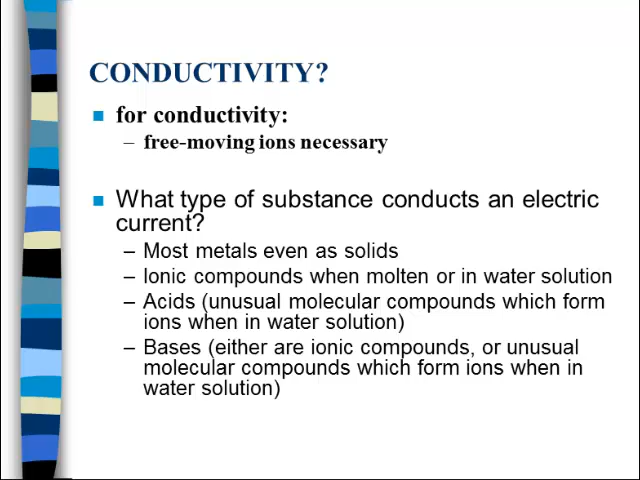 CONDUCTIVITY?
■ for conductivity:
– free-moving ions necessary
■ What type of substance conducts an electric
current?
– Most metals even as solids
– Ionic compounds when molten or in water solution
– Acids (unusual molecular compounds which form
ions when in water solution)
– Bases (either are ionic compounds, or unusual
molecular compounds which form ions when in
water solution)